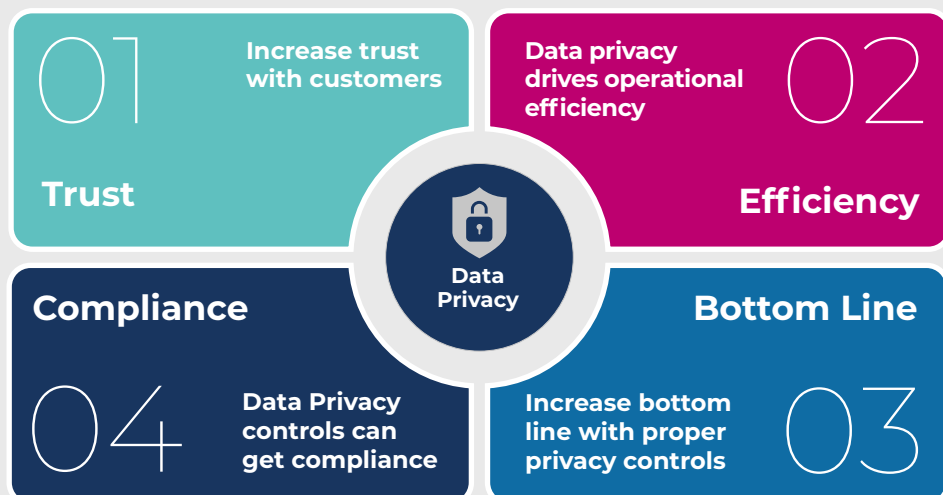 01
Increase trust
with customers
Trust
Data privacy
drives operational
efficiency
02
Efficiency
Data
Privacy
Compliance
04
Data Privacy
controls can
get compliance
Bottom Line
Increase bottom
line with proper
privacy controls
03